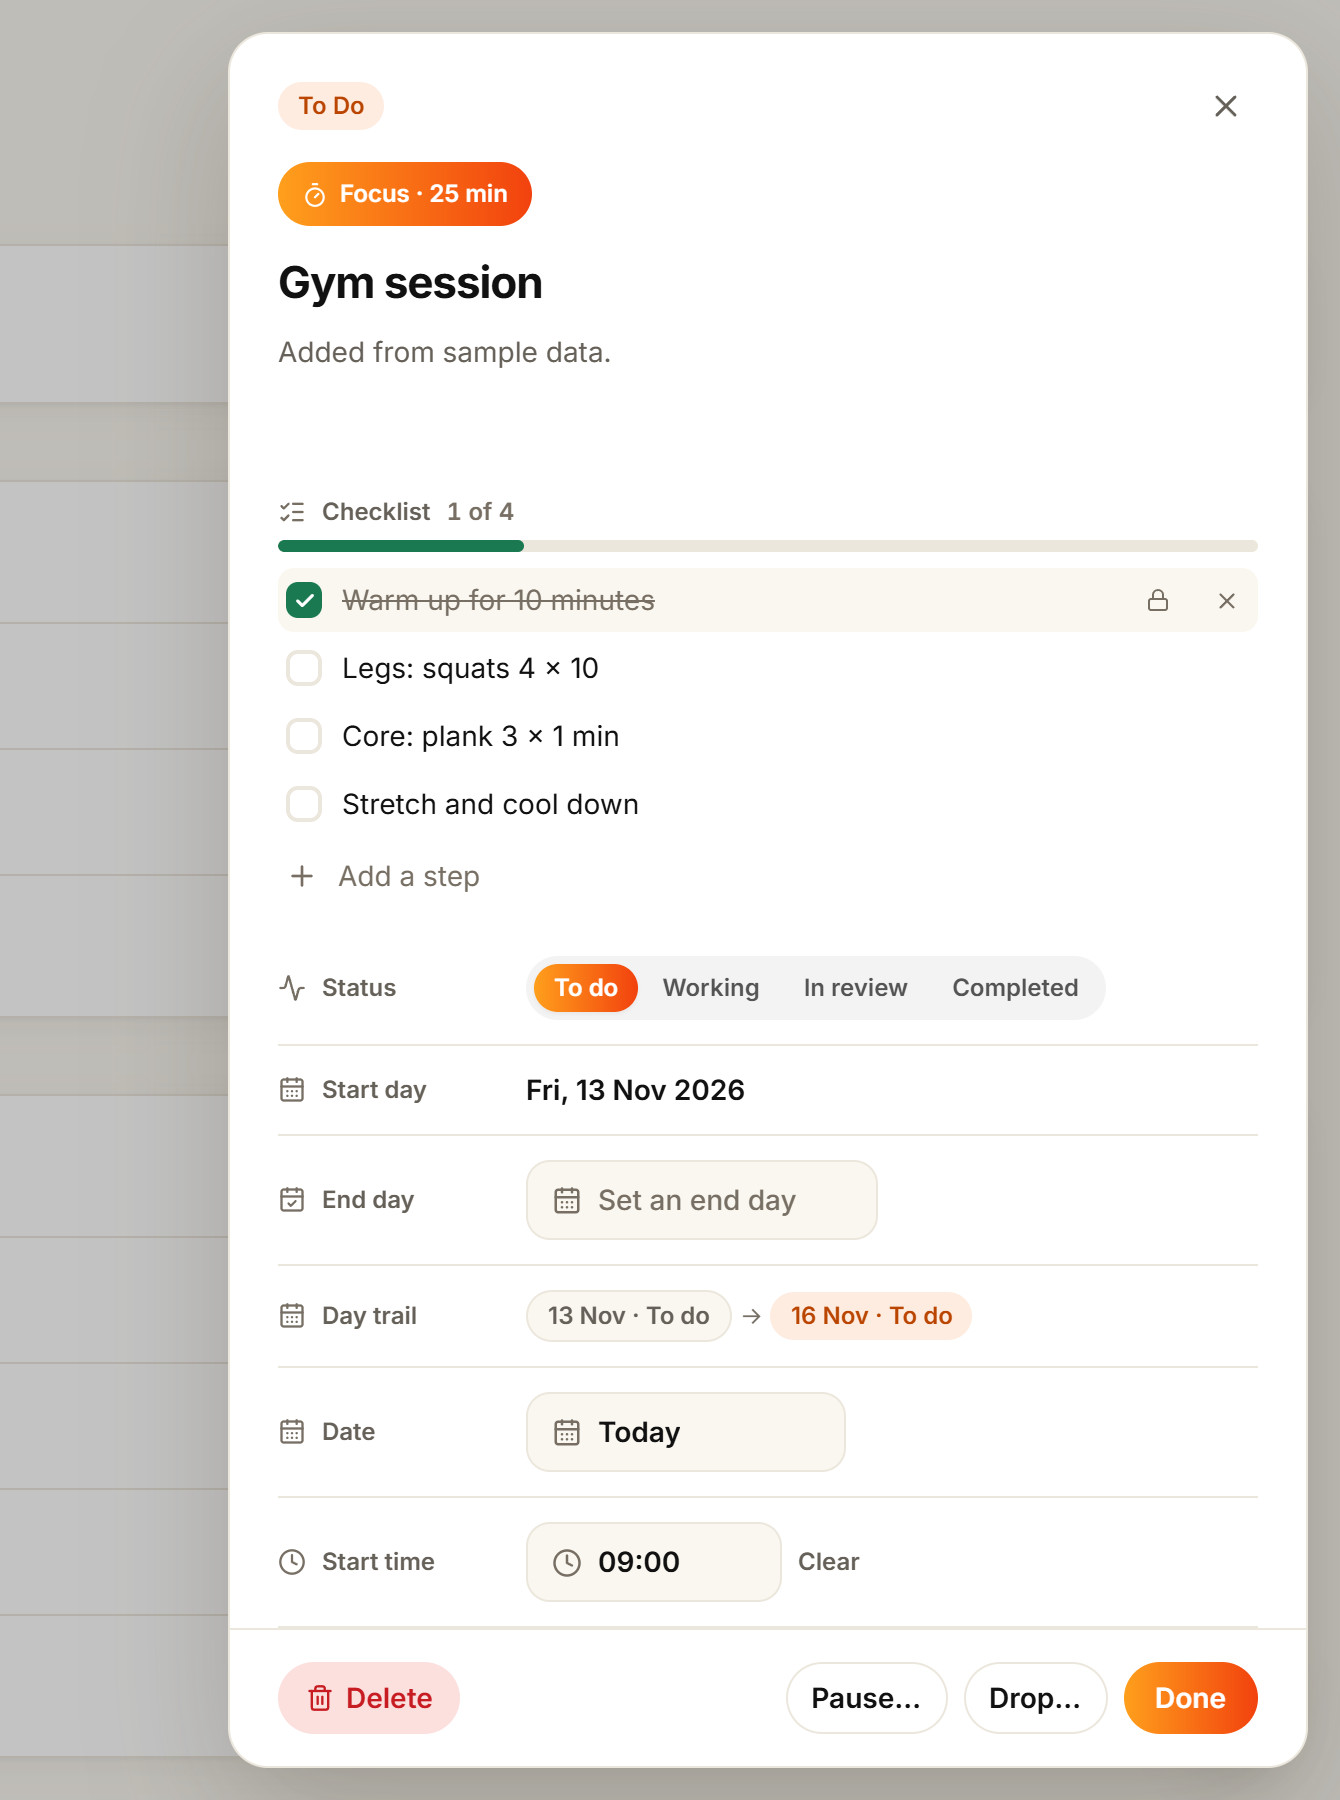 To Do
Focus · 25 min
Gym session
Added from sample data.
Checklist 1 of 4
Warm up for 10 minutes
Legs: squats 4 × 10
Core: plank 3 × 1 min
Stretch and cool down
Add a step
Status To do Working In review Completed
Start day Fri, 13 Nov 2026
End day Set an end day
Day trail 13 Nov · To do → 16 Nov · To do
Date Today
Start time 09:00 Clear
Delete Pause... Drop... Done